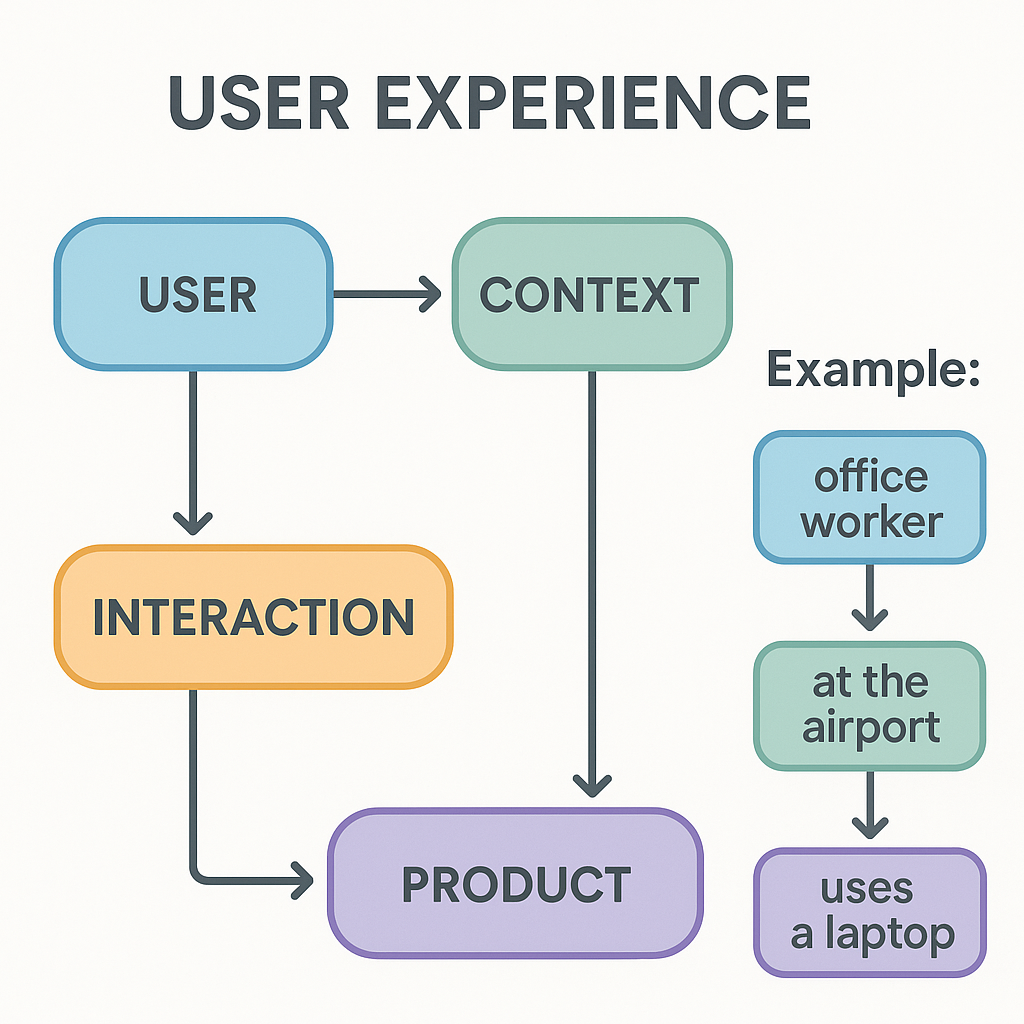 USER EXPERIENCE
USER
CONTEXT
INTERACTION
PRODUCT
Example:
office
worker
at the
airport
uses
a laptop